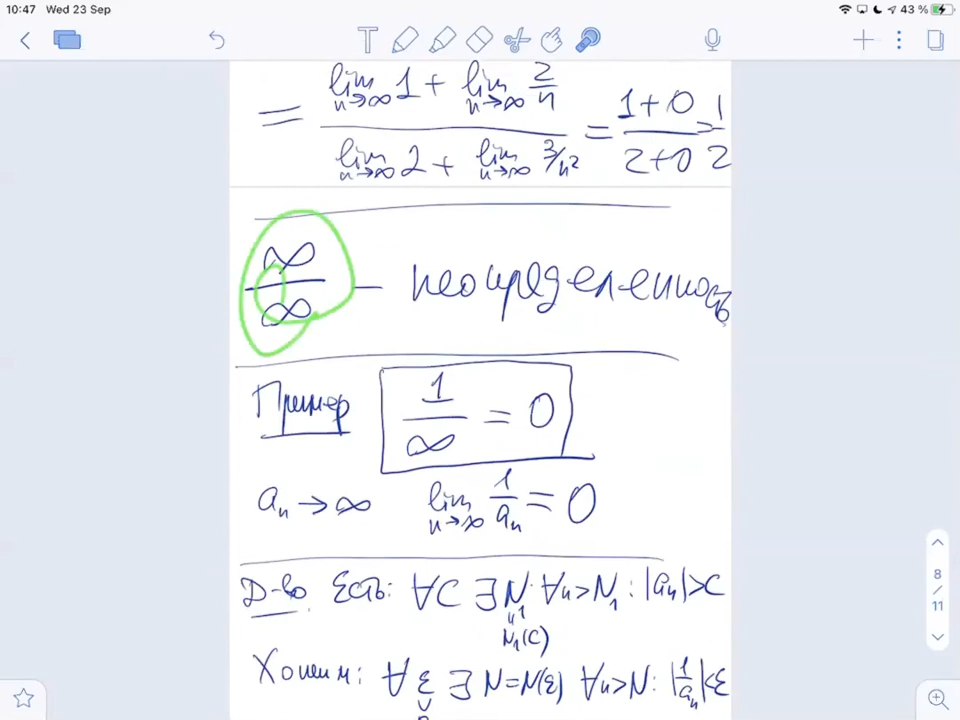 10:47 Wed 23 Sep 43 %
= (lim n→∞ 1 + lim n→∞ 2/n) / (lim n→∞ 2 + lim n→∞ 3/n²) = (1+0)/(2+0) = 1/2
∞/∞ — неопределенность
Пример 1/∞ = 0
aₙ → ∞ lim n→∞ 1/aₙ = 0
Д-во Есть: ∀C ∃N₁ ∀n>N₁ : |aₙ|>C
N₁(C)
Хотим: ∀ε ∃ N=N(ε) ∀n>N: |1/aₙ|<ε
8
/
11
T